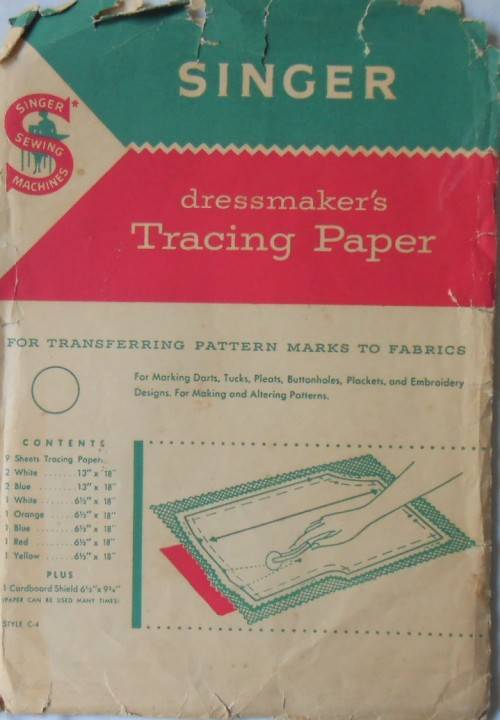 SINGER
SINGER*
SEWING
MACHINES
dressmaker's
Tracing Paper
FOR TRANSFERRING PATTERN MARKS TO FABRICS
For Marking Darts, Tucks, Pleats, Buttonholes, Plackets, and Embroidery
Designs. For Making and Altering Patterns.
CONTENTS
9 Sheets Tracing Paper
2 White ....... 13" x 18"
2 Blue ....... 13" x 18"
1 White ....... 6½" x 18"
1 Orange ...... 6½" x 18"
1 Blue ....... 6½" x 18"
1 Red ....... 6½" x 18"
1 Yellow ...... 6½" x 18"
PLUS
1 Cardboard Shield 6½" x 9¼"
(PAPER CAN BE USED MANY TIMES)
STYLE C-4